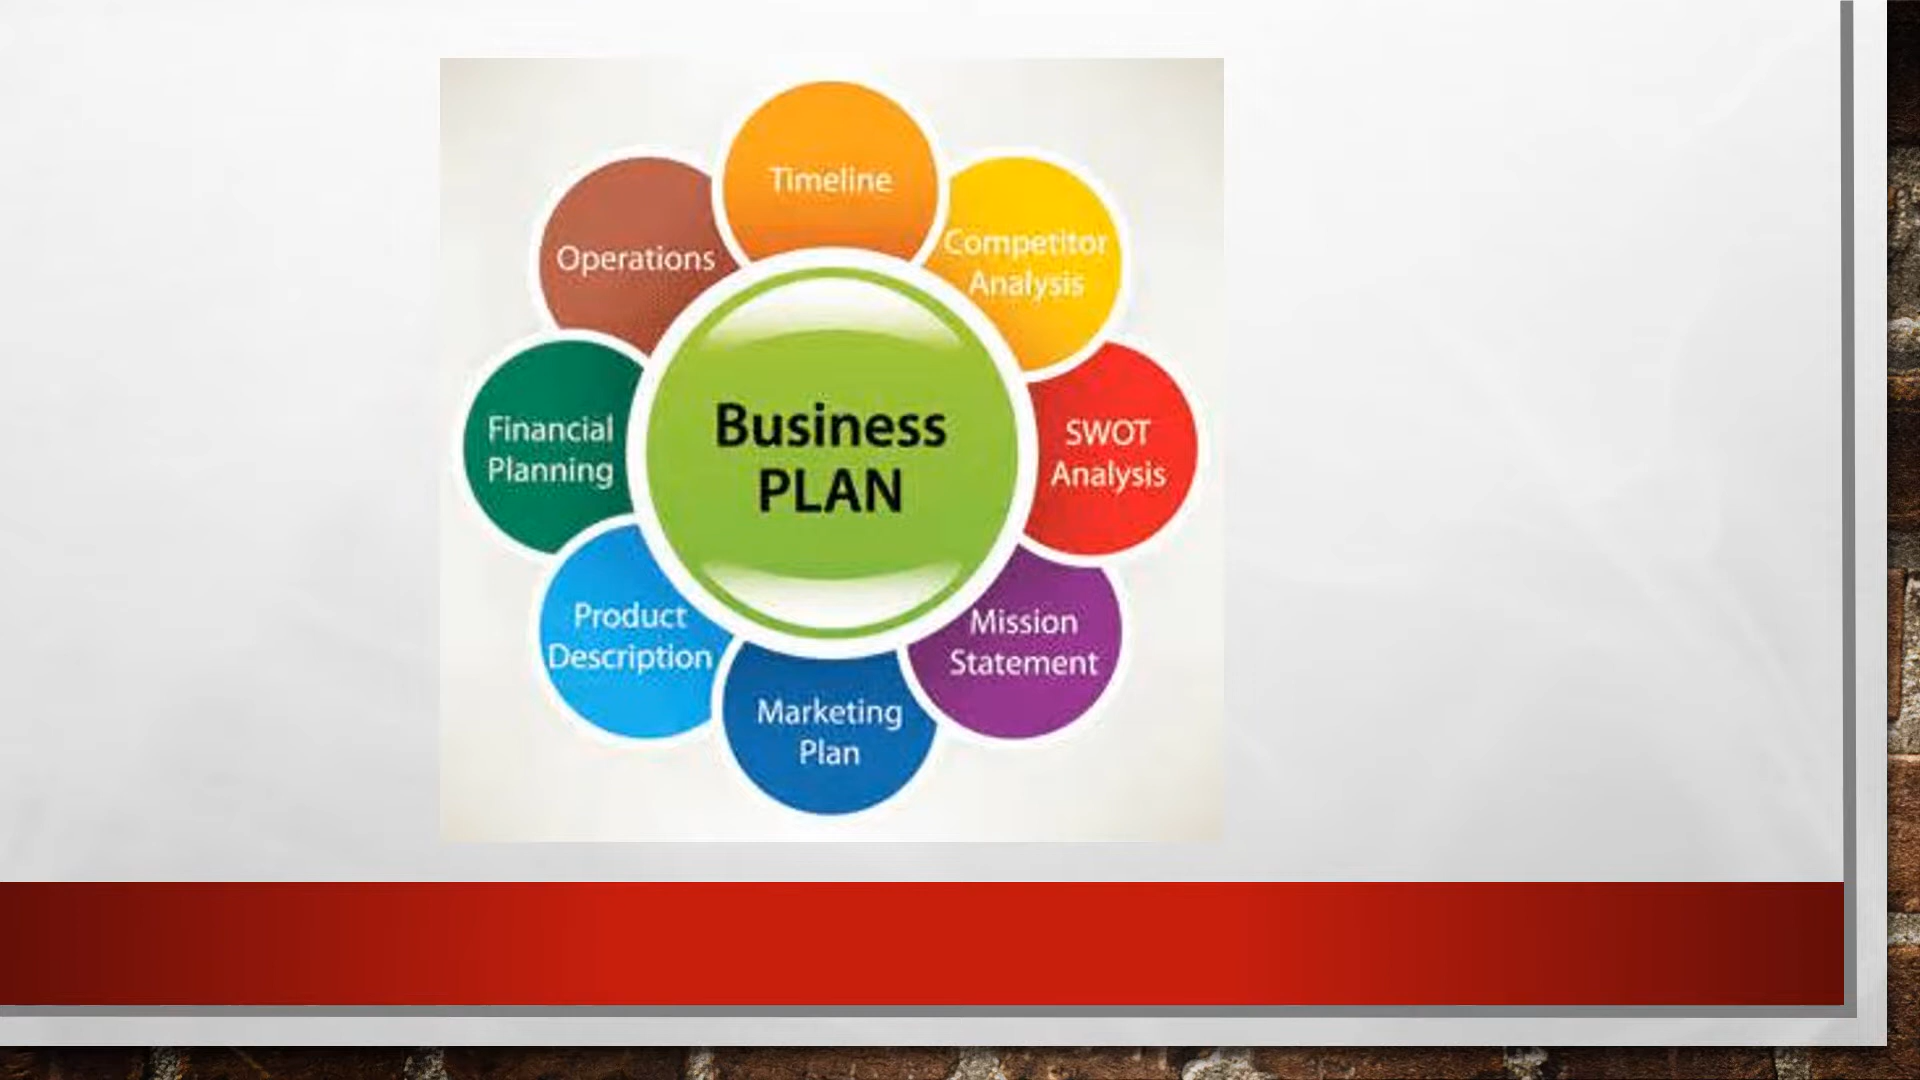 Timeline
Operations
Competitor
Analysis
Financial
Planning
Business
PLAN
SWOT
Analysis
Product
Description
Mission
Statement
Marketing
Plan